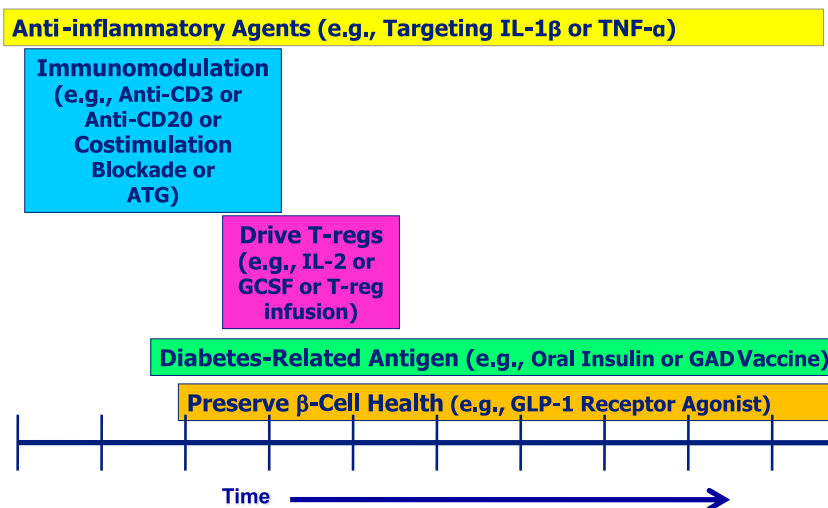 Anti-inflammatory Agents (e.g., Targeting IL-1β or TNF-α)
Immunomodulation
(e.g., Anti-CD3 or
Anti-CD20 or
Costimulation
Blockade or
ATG)
Drive T-regs
(e.g., IL-2 or
GCSF or T-reg
infusion)
Diabetes-Related Antigen (e.g., Oral Insulin or GAD Vaccine)
Preserve β-Cell Health (e.g., GLP-1 Receptor Agonist)
Time